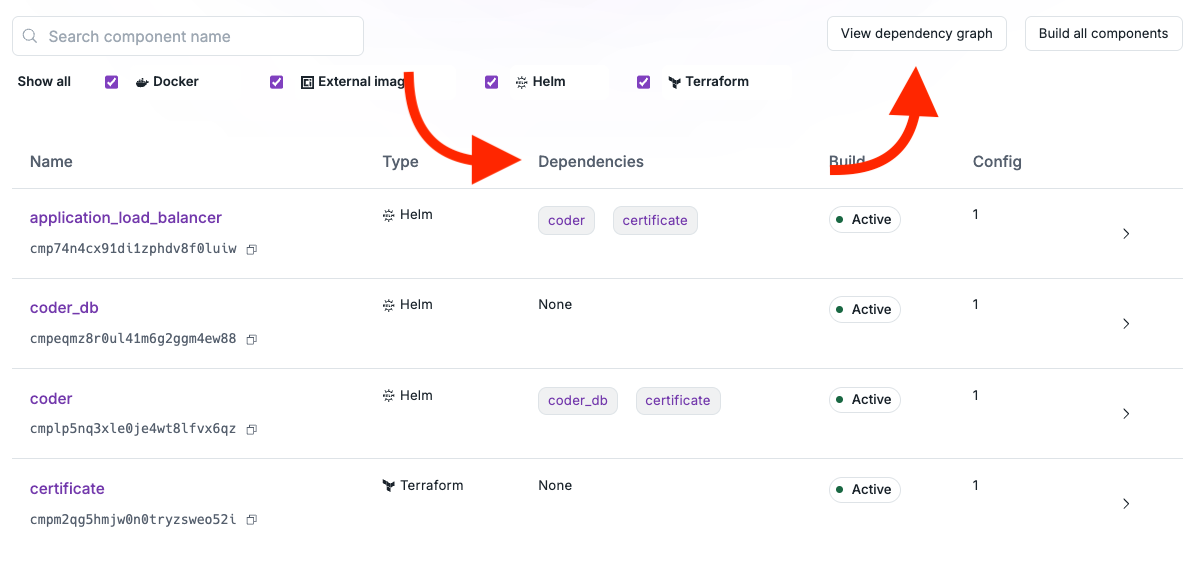 Search component name
View dependency graph
Build all components
Show all Docker External imag Helm Terraform
Name Type Dependencies Build Config
application_load_balancer Helm coder certificate Active 1
cmp74n4cx91di1zphdv8f0luiw
coder_db Helm None Active 1
cmpeqmz8r0ul41m6g2ggm4ew88
coder Helm coder_db certificate Active 1
cmplp5nq3xle0je4wt8lfvx6qz
certificate Terraform None Active 1
cmpm2qg5hmjw0n0tryzsweo52i